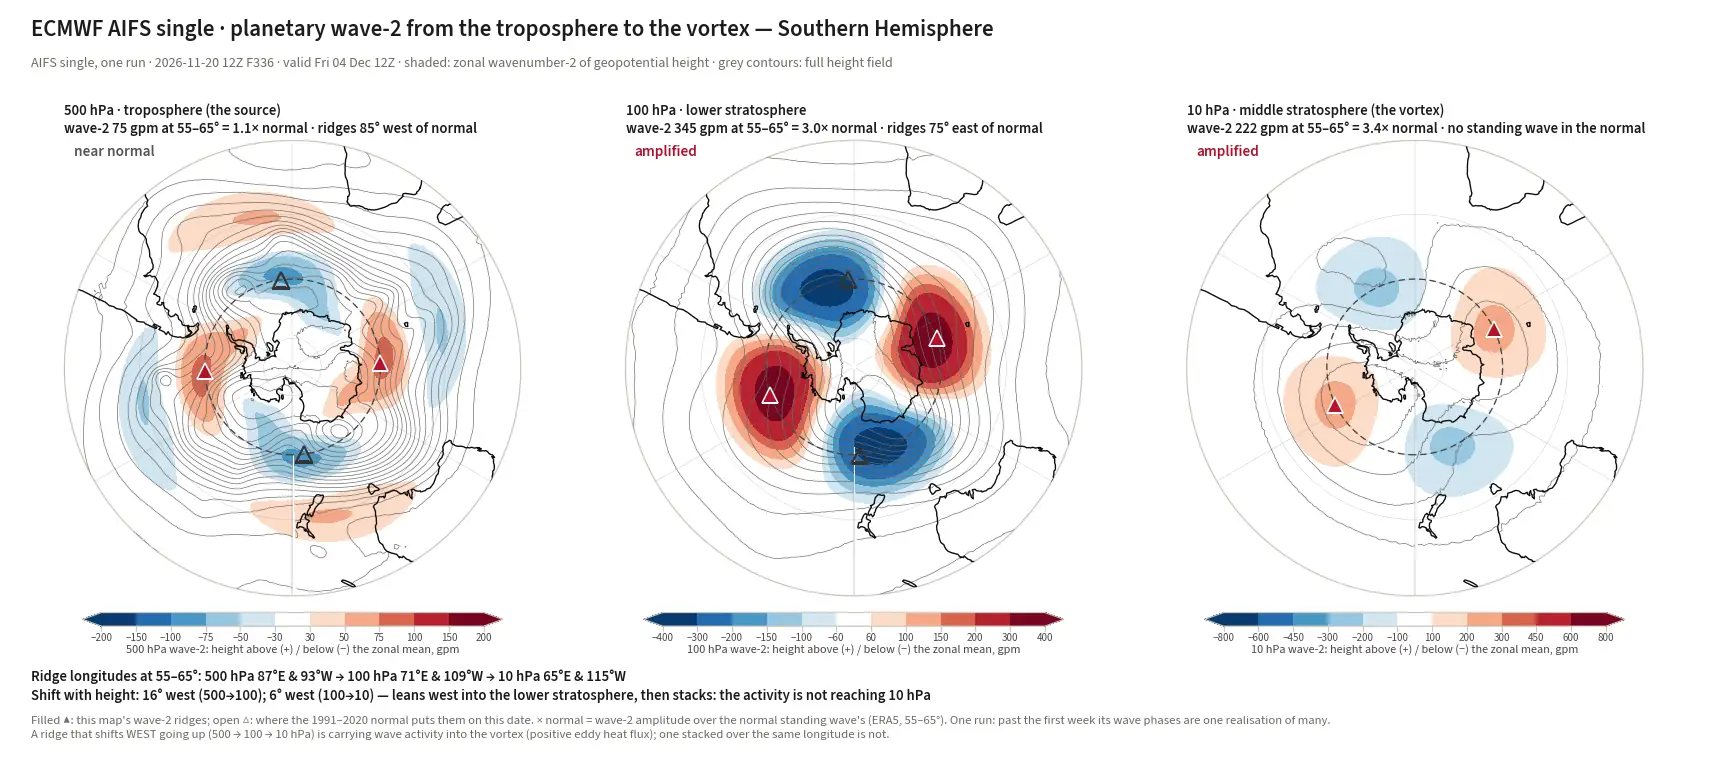 ECMWF AIFS single · planetary wave-2 from the troposphere to the vortex — Southern Hemisphere
AIFS single, one run · 2026-11-20 12Z F336 · valid Fri 04 Dec 12Z · shaded: zonal wavenumber-2 of geopotential height · grey contours: full height field
500 hPa · troposphere (the source)
wave-2 75 gpm at 55–65° = 1.1× normal · ridges 85° west of normal
near normal
100 hPa · lower stratosphere
wave-2 345 gpm at 55–65° = 3.0× normal · ridges 75° east of normal
amplified
10 hPa · middle stratosphere (the vortex)
wave-2 222 gpm at 55–65° = 3.4× normal · no standing wave in the normal
amplified
−200 −150 −100 −75 −50 −30 30 50 75 100 150 200
500 hPa wave-2: height above (+) / below (−) the zonal mean, gpm
−400 −300 −200 −150 −100 −60 60 100 150 200 300 400
100 hPa wave-2: height above (+) / below (−) the zonal mean, gpm
−800 −600 −450 −300 −200 −100 100 200 300 450 600 800
10 hPa wave-2: height above (+) / below (−) the zonal mean, gpm
Ridge longitudes at 55–65°: 500 hPa 87°E & 93°W → 100 hPa 71°E & 109°W → 10 hPa 65°E & 115°W
Shift with height: 16° west (500→100); 6° west (100→10) — leans west into the lower stratosphere, then stacks: the activity is not reaching 10 hPa
Filled ▲: this map's wave-2 ridges; open △: where the 1991–2020 normal puts them on this date. × normal = wave-2 amplitude over the normal standing wave's (ERA5, 55–65°). One run: past the first week its wave phases are one realisation of many.
A ridge that shifts WEST going up (500 → 100 → 10 hPa) is carrying wave activity into the vortex (positive eddy heat flux); one stacked over the same longitude is not.